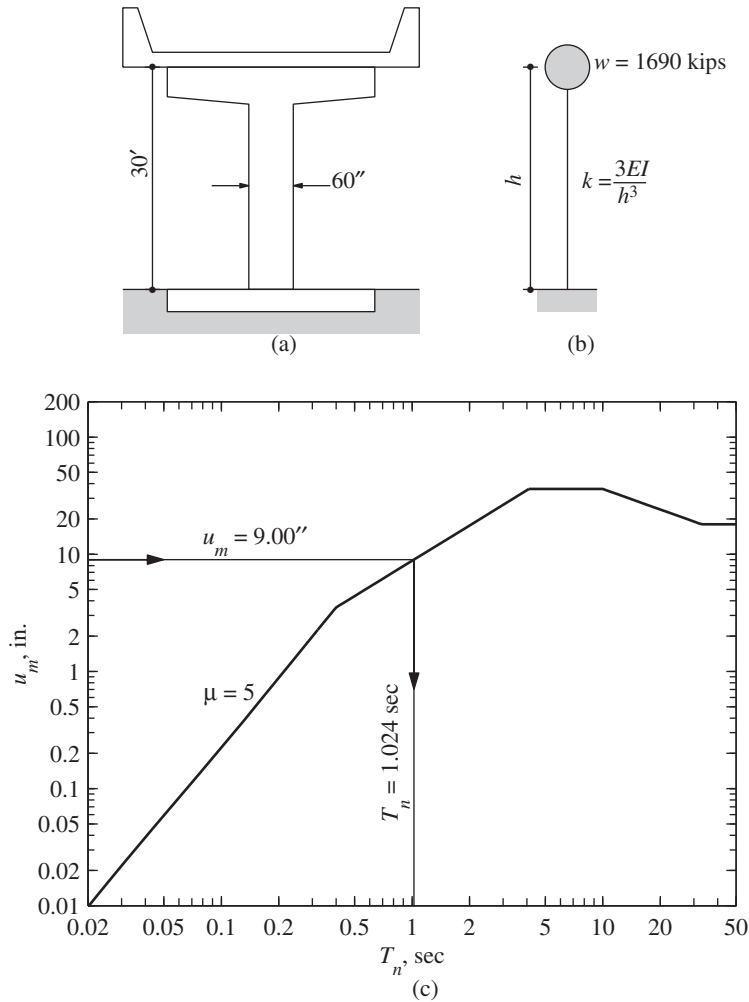 30′
60″
(a)
w = 1690 kips
h
k = 3EI/h³
(b)
200
100
50
20
10
5
2
1
0.5
0.2
0.1
0.05
0.02
0.01
u_m, in.
u_m = 9.00″
μ = 5
T_n = 1.024 sec
0.02 0.05 0.1 0.2 0.5 1 2 5 10 20 50
T_n, sec
(c)